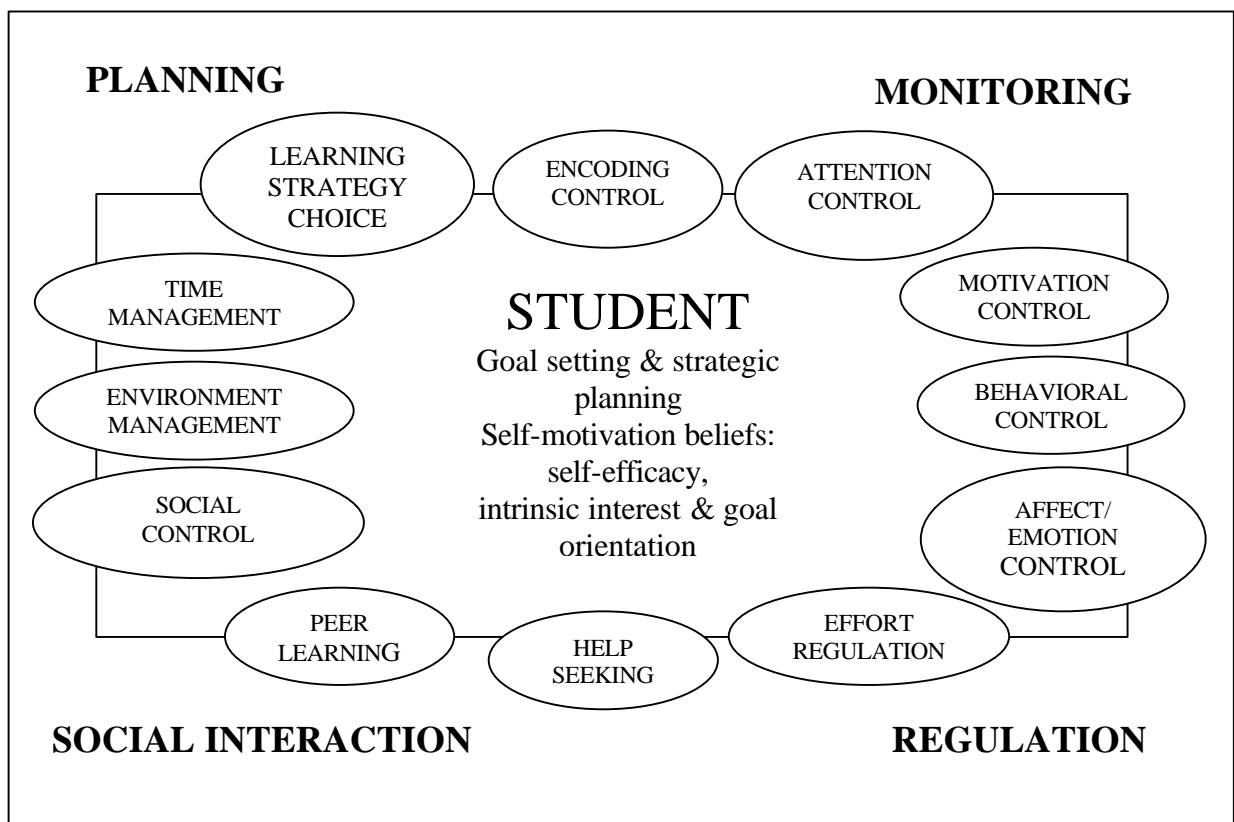 PLANNING
MONITORING
LEARNING
STRATEGY
CHOICE
ENCODING
CONTROL
ATTENTION
CONTROL
TIME
MANAGEMENT
MOTIVATION
CONTROL
ENVIRONMENT
MANAGEMENT
BEHAVIORAL
CONTROL
SOCIAL
CONTROL
AFFECT/
EMOTION
CONTROL
STUDENT
Goal setting & strategic
planning
Self-motivation beliefs:
self-efficacy,
intrinsic interest & goal
orientation
PEER
LEARNING
HELP
SEEKING
EFFORT
REGULATION
SOCIAL INTERACTION
REGULATION